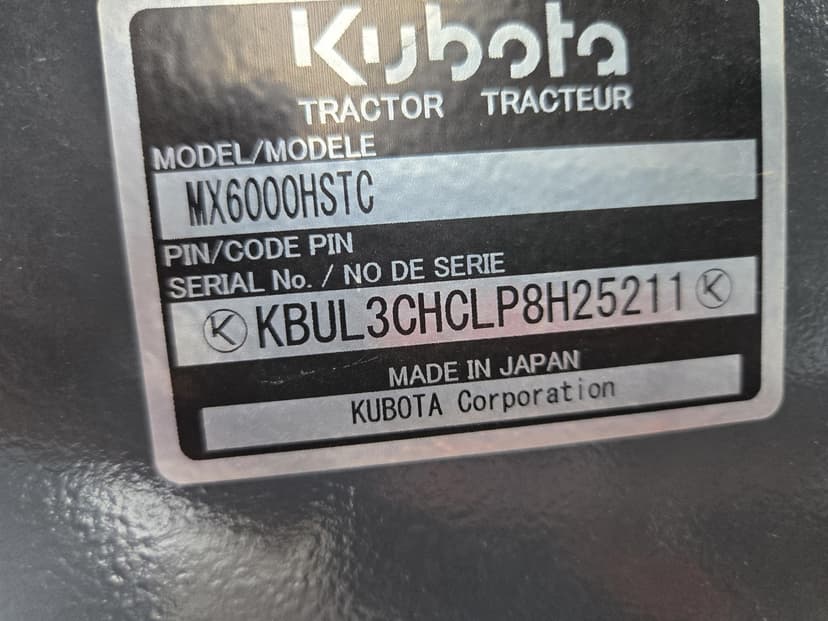 Kubota
TRACTOR TRACTEUR
MODEL/MODELE
MX6000HSTC
PIN/CODE PIN
SERIAL No. / NO DE SERIE
KBUL3CHCLP8H25211
MADE IN JAPAN
KUBOTA Corporation